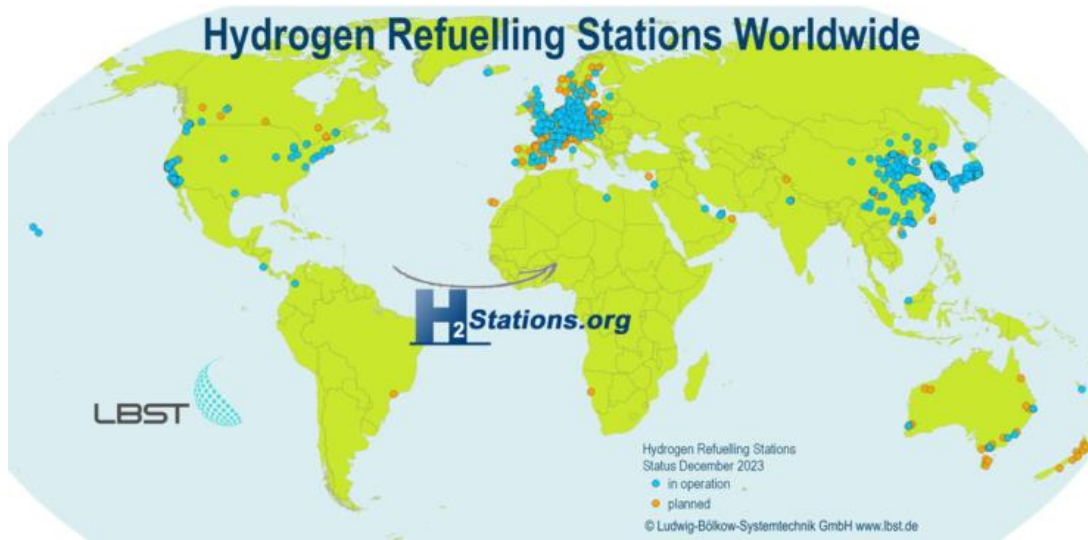 Hydrogen Refuelling Stations Worldwide
H2Stations.org
LBST
Hydrogen Refuelling Stations
Status December 2023
in operation
planned
© Ludwig-Bölkow-Systemtechnik GmbH www.lbst.de